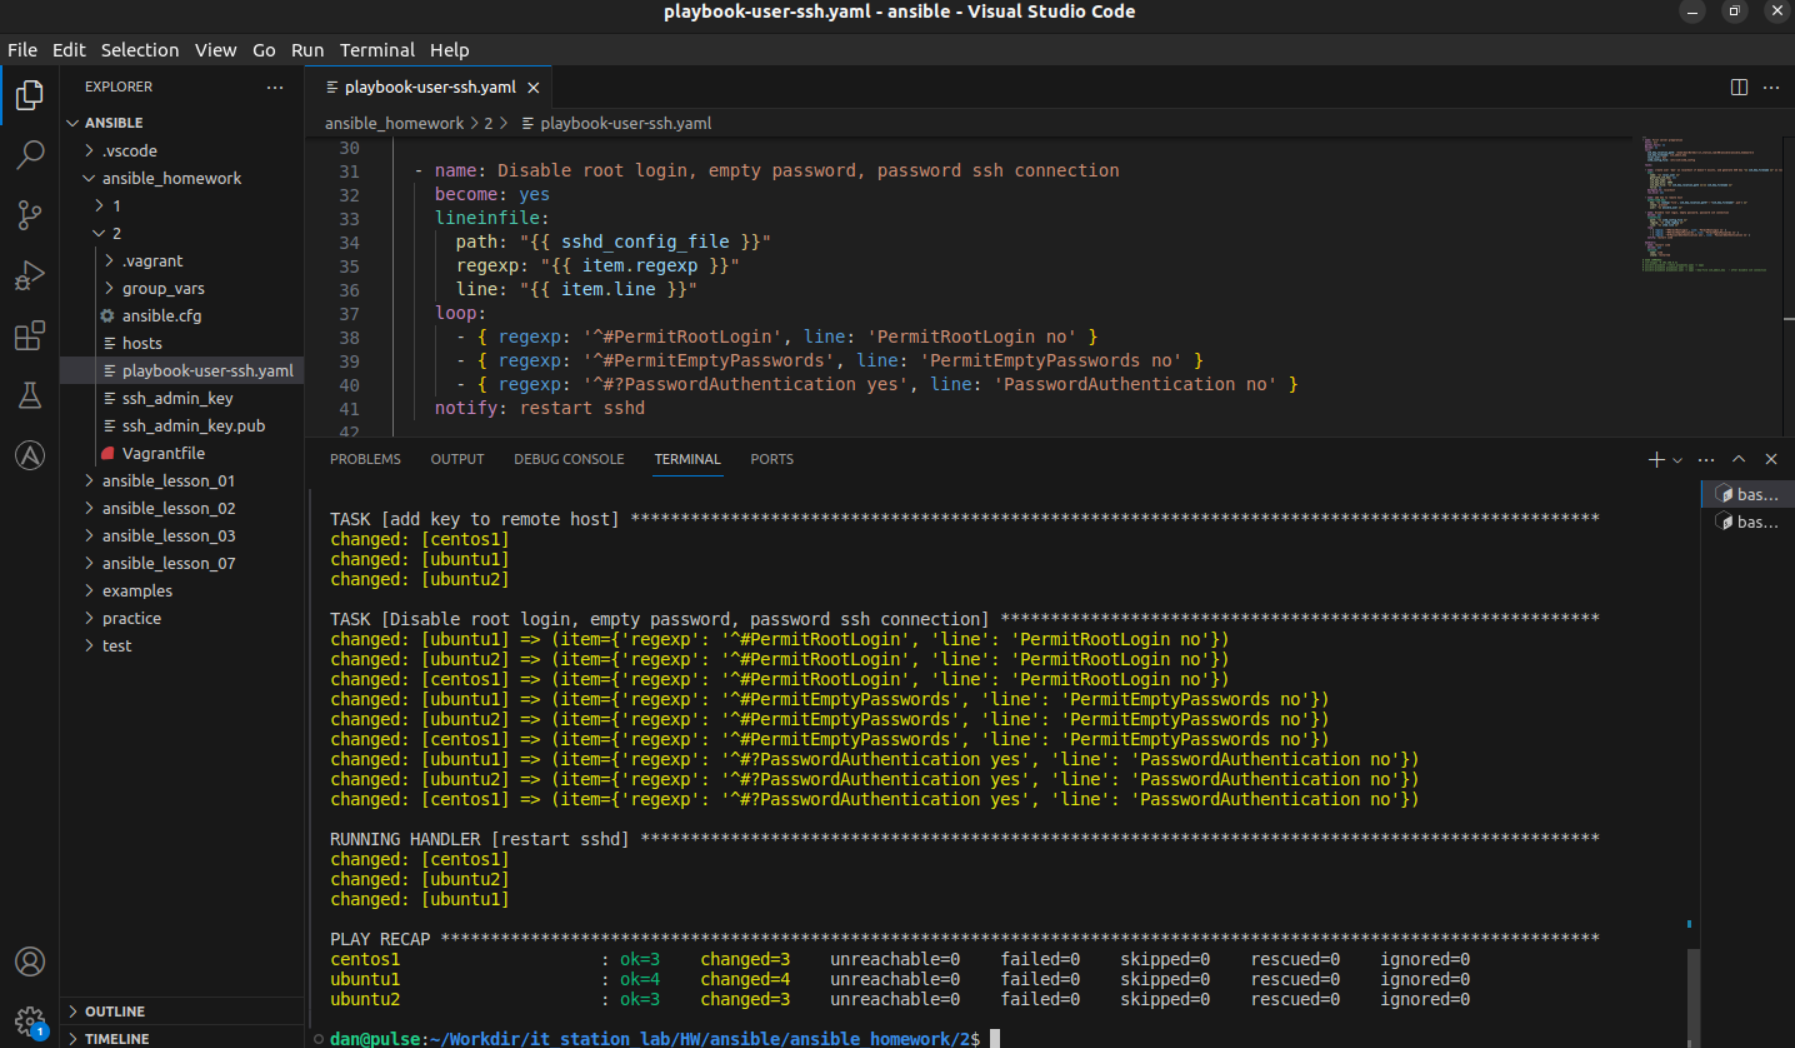 playbook-user-ssh.yaml - ansible - Visual Studio Code
File Edit Selection View Go Run Terminal Help
EXPLORER
ANSIBLE
.vscode
ansible_homework
1
2
.vagrant
group_vars
ansible.cfg
hosts
playbook-user-ssh.yaml
ssh_admin_key
ssh_admin_key.pub
Vagrantfile
ansible_lesson_01
ansible_lesson_02
ansible_lesson_03
ansible_lesson_07
examples
practice
test
OUTLINE
TIMELINE
1
playbook-user-ssh.yaml
ansible_homework > 2 > playbook-user-ssh.yaml
30
31 - name: Disable root login, empty password, password ssh connection
32 become: yes
33 lineinfile:
34 path: "{{ sshd_config_file }}"
35 regexp: "{{ item.regexp }}"
36 line: "{{ item.line }}"
37 loop:
38 - { regexp: '^#PermitRootLogin', line: 'PermitRootLogin no' }
39 - { regexp: '^#PermitEmptyPasswords', line: 'PermitEmptyPasswords no' }
40 - { regexp: '^#?PasswordAuthentication yes', line: 'PasswordAuthentication no' }
41 notify: restart sshd
42
PROBLEMS OUTPUT DEBUG CONSOLE TERMINAL PORTS
bas...
bas...
TASK [add key to remote host] *************************************************************************************************
changed: [centos1]
changed: [ubuntu1]
changed: [ubuntu2]
TASK [Disable root login, empty password, password ssh connection] ************************************************************
changed: [ubuntu1] => (item={'regexp': '^#PermitRootLogin', 'line': 'PermitRootLogin no'})
changed: [ubuntu2] => (item={'regexp': '^#PermitRootLogin', 'line': 'PermitRootLogin no'})
changed: [centos1] => (item={'regexp': '^#PermitRootLogin', 'line': 'PermitRootLogin no'})
changed: [ubuntu1] => (item={'regexp': '^#PermitEmptyPasswords', 'line': 'PermitEmptyPasswords no'})
changed: [ubuntu2] => (item={'regexp': '^#PermitEmptyPasswords', 'line': 'PermitEmptyPasswords no'})
changed: [centos1] => (item={'regexp': '^#PermitEmptyPasswords', 'line': 'PermitEmptyPasswords no'})
changed: [ubuntu1] => (item={'regexp': '^#?PasswordAuthentication yes', 'line': 'PasswordAuthentication no'})
changed: [ubuntu2] => (item={'regexp': '^#?PasswordAuthentication yes', 'line': 'PasswordAuthentication no'})
changed: [centos1] => (item={'regexp': '^#?PasswordAuthentication yes', 'line': 'PasswordAuthentication no'})
RUNNING HANDLER [restart sshd] ************************************************************************************************
changed: [centos1]
changed: [ubuntu2]
changed: [ubuntu1]
PLAY RECAP ********************************************************************************************************************
centos1 : ok=3 changed=3 unreachable=0 failed=0 skipped=0 rescued=0 ignored=0
ubuntu1 : ok=4 changed=4 unreachable=0 failed=0 skipped=0 rescued=0 ignored=0
ubuntu2 : ok=3 changed=3 unreachable=0 failed=0 skipped=0 rescued=0 ignored=0
dan@pulse:~/Workdir/it_station_lab/HW/ansible/ansible_homework/2$